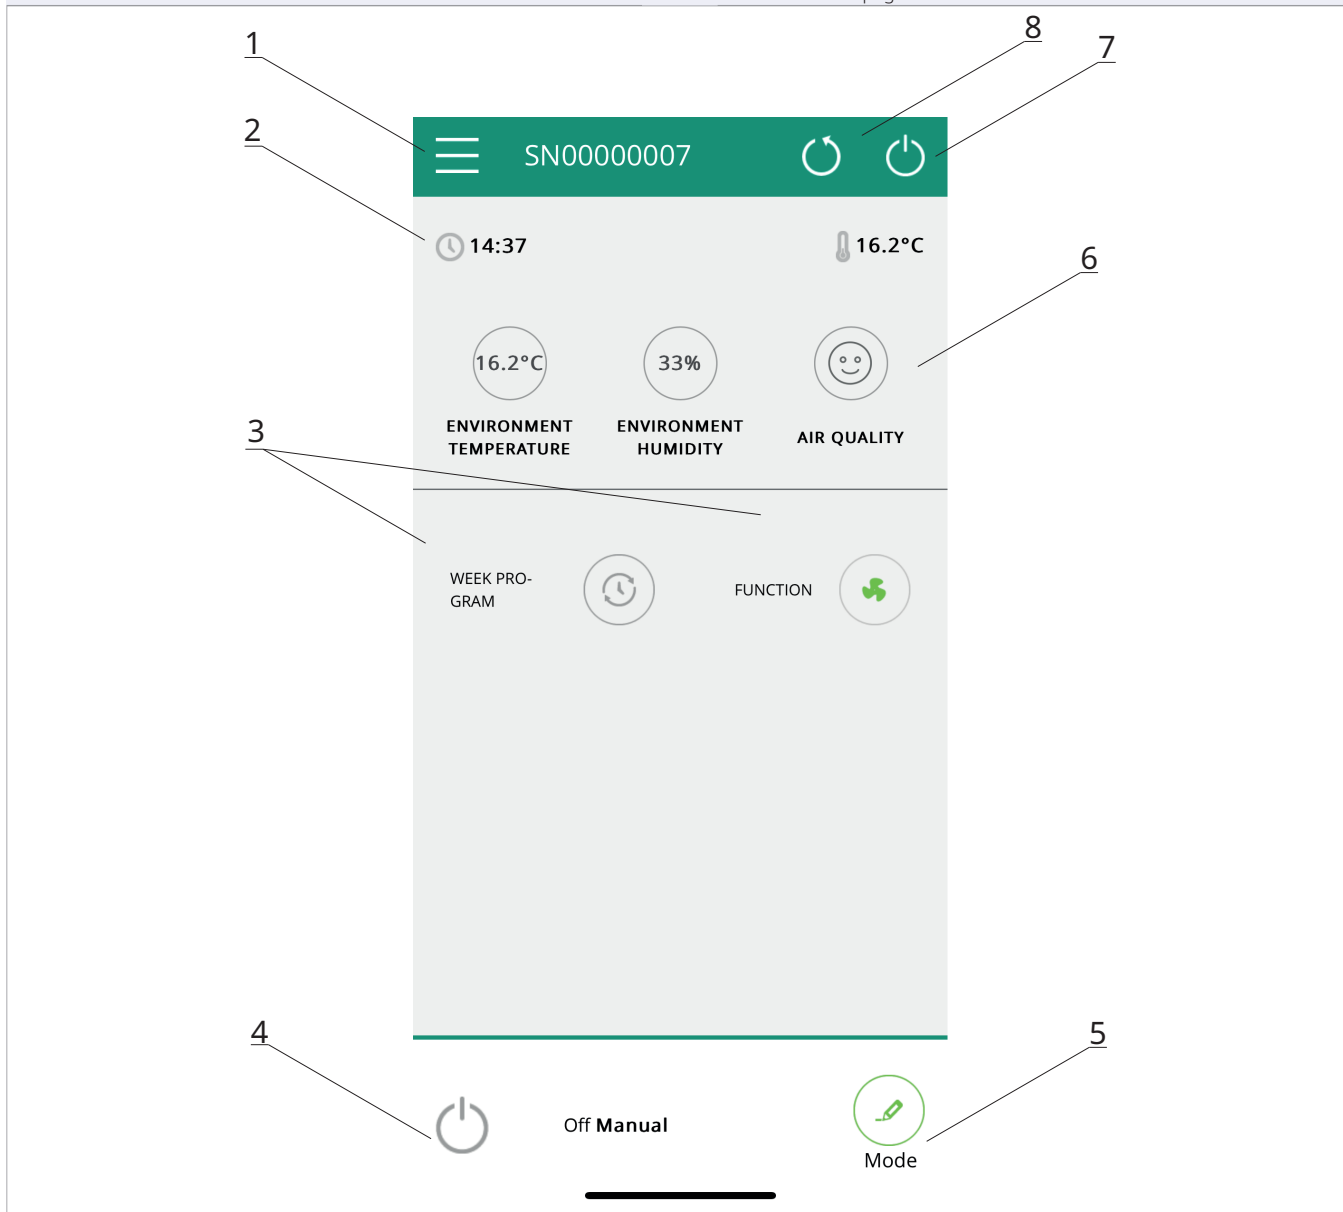 8
1
7
2
SN00000007
14:37
16.2°C
6
16.2°C
33%
ENVIRONMENT
TEMPERATURE
ENVIRONMENT
HUMIDITY
AIR QUALITY
3
WEEK PRO-
GRAM
FUNCTION
4
5
Off Manual
Mode